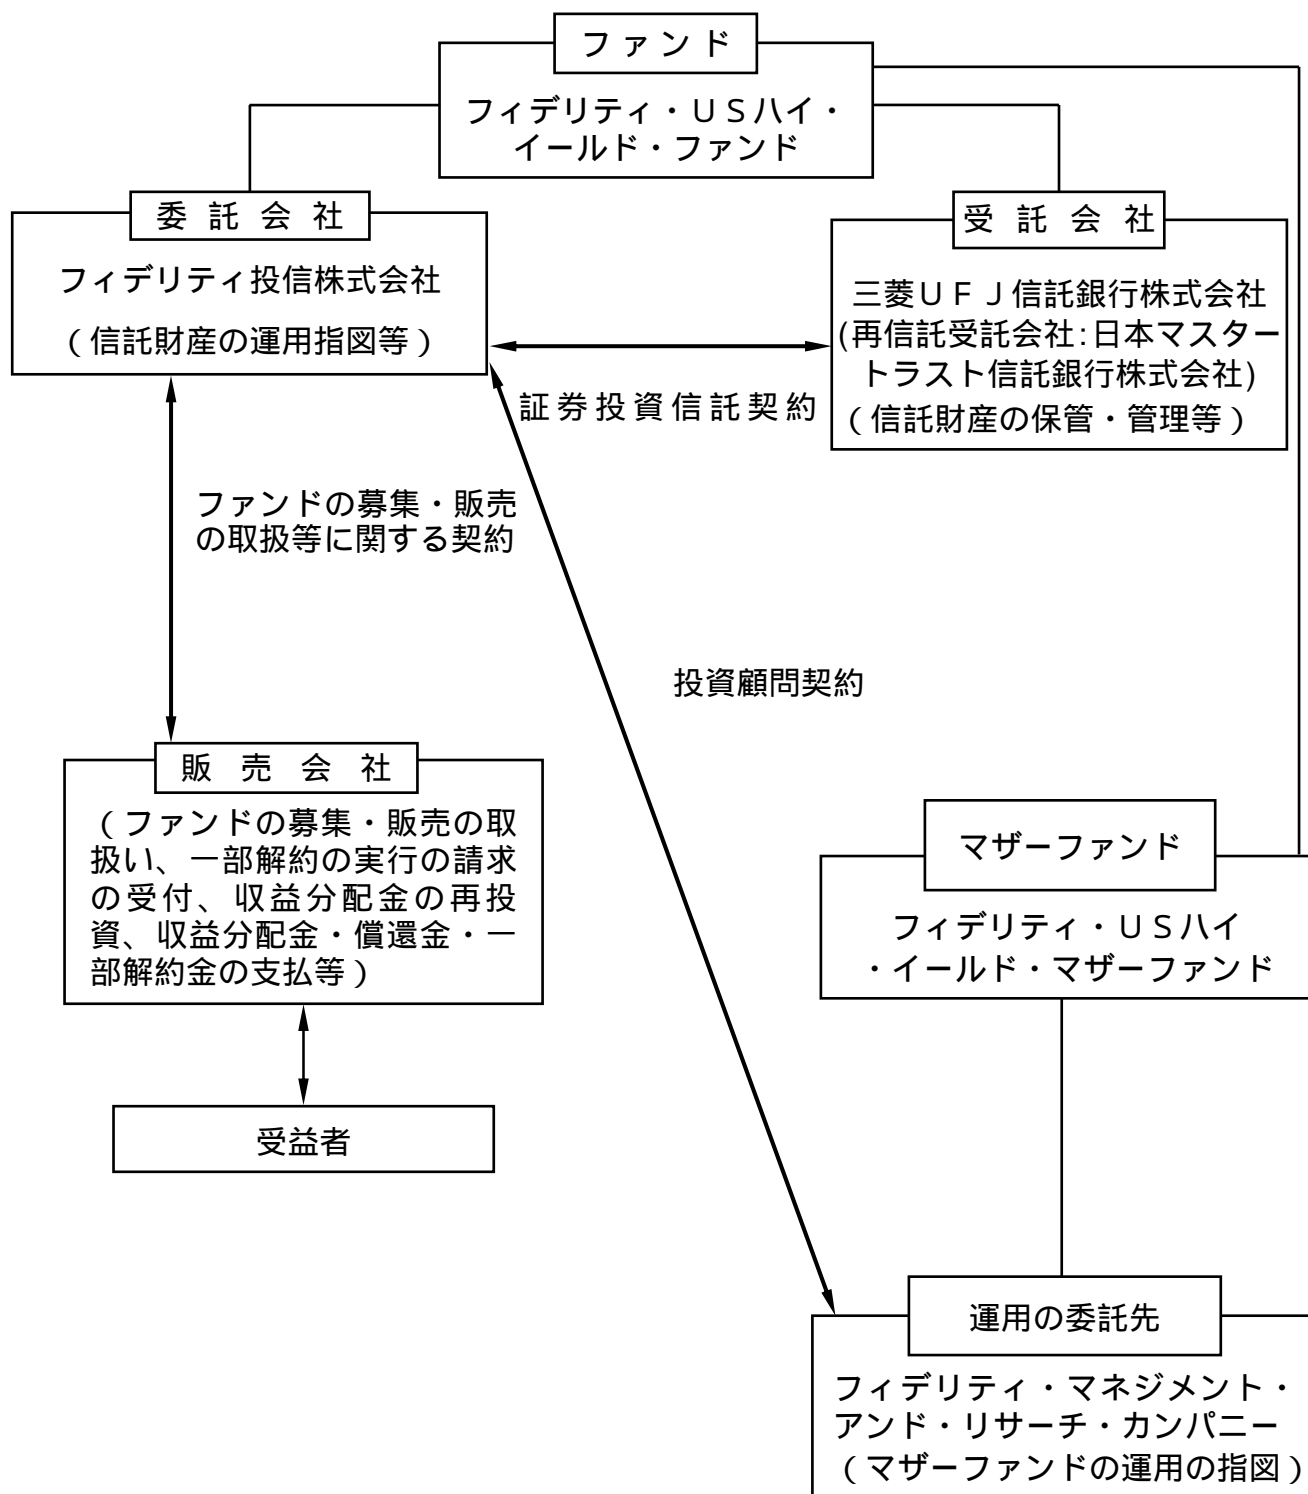 ファンド
フィデリティ・ＵＳハイ・
イールド・ファンド
委託会社
フィデリティ投信株式会社
（信託財産の運用指図等）
受託会社
三菱ＵＦＪ信託銀行株式会社
(再信託受託会社:日本マスター
トラスト信託銀行株式会社)
（信託財産の保管・管理等）
証券投資信託契約
ファンドの募集・販売
の取扱等に関する契約
投資顧問契約
販売会社
（ファンドの募集・販売の取
扱い、一部解約の実行の請求
の受付、収益分配金の再投
資、収益分配金・償還金・一
部解約金の支払等）
受益者
マザーファンド
フィデリティ・ＵＳハイ
・イールド・マザーファンド
運用の委託先
フィデリティ・マネジメント・
アンド・リサーチ・カンパニー
（マザーファンドの運用の指図）